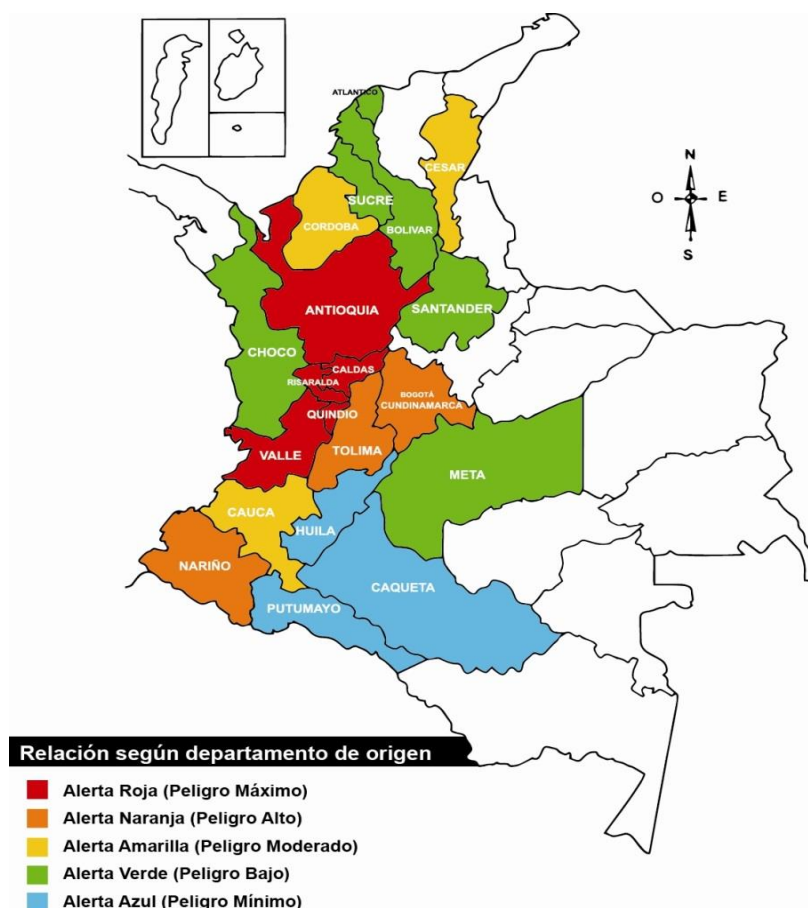 ATLANTICO
CESAR
SUCRE
CORDOBA
BOLIVAR
N
O
E
S
ANTIOQUIA
SANTANDER
CHOCO
CALDAS
RISARALDA
BOGOTÁ
CUNDINAMARCA
QUINDIO
TOLIMA
VALLE
META
CAUCA
HUILA
NARIÑO
CAQUETA
PUTUMAYO
Relación según departamento de origen
Alerta Roja (Peligro Máximo)
Alerta Naranja (Peligro Alto)
Alerta Amarilla (Peligro Moderado)
Alerta Verde (Peligro Bajo)
Alerta Azul (Peligro Mínimo)